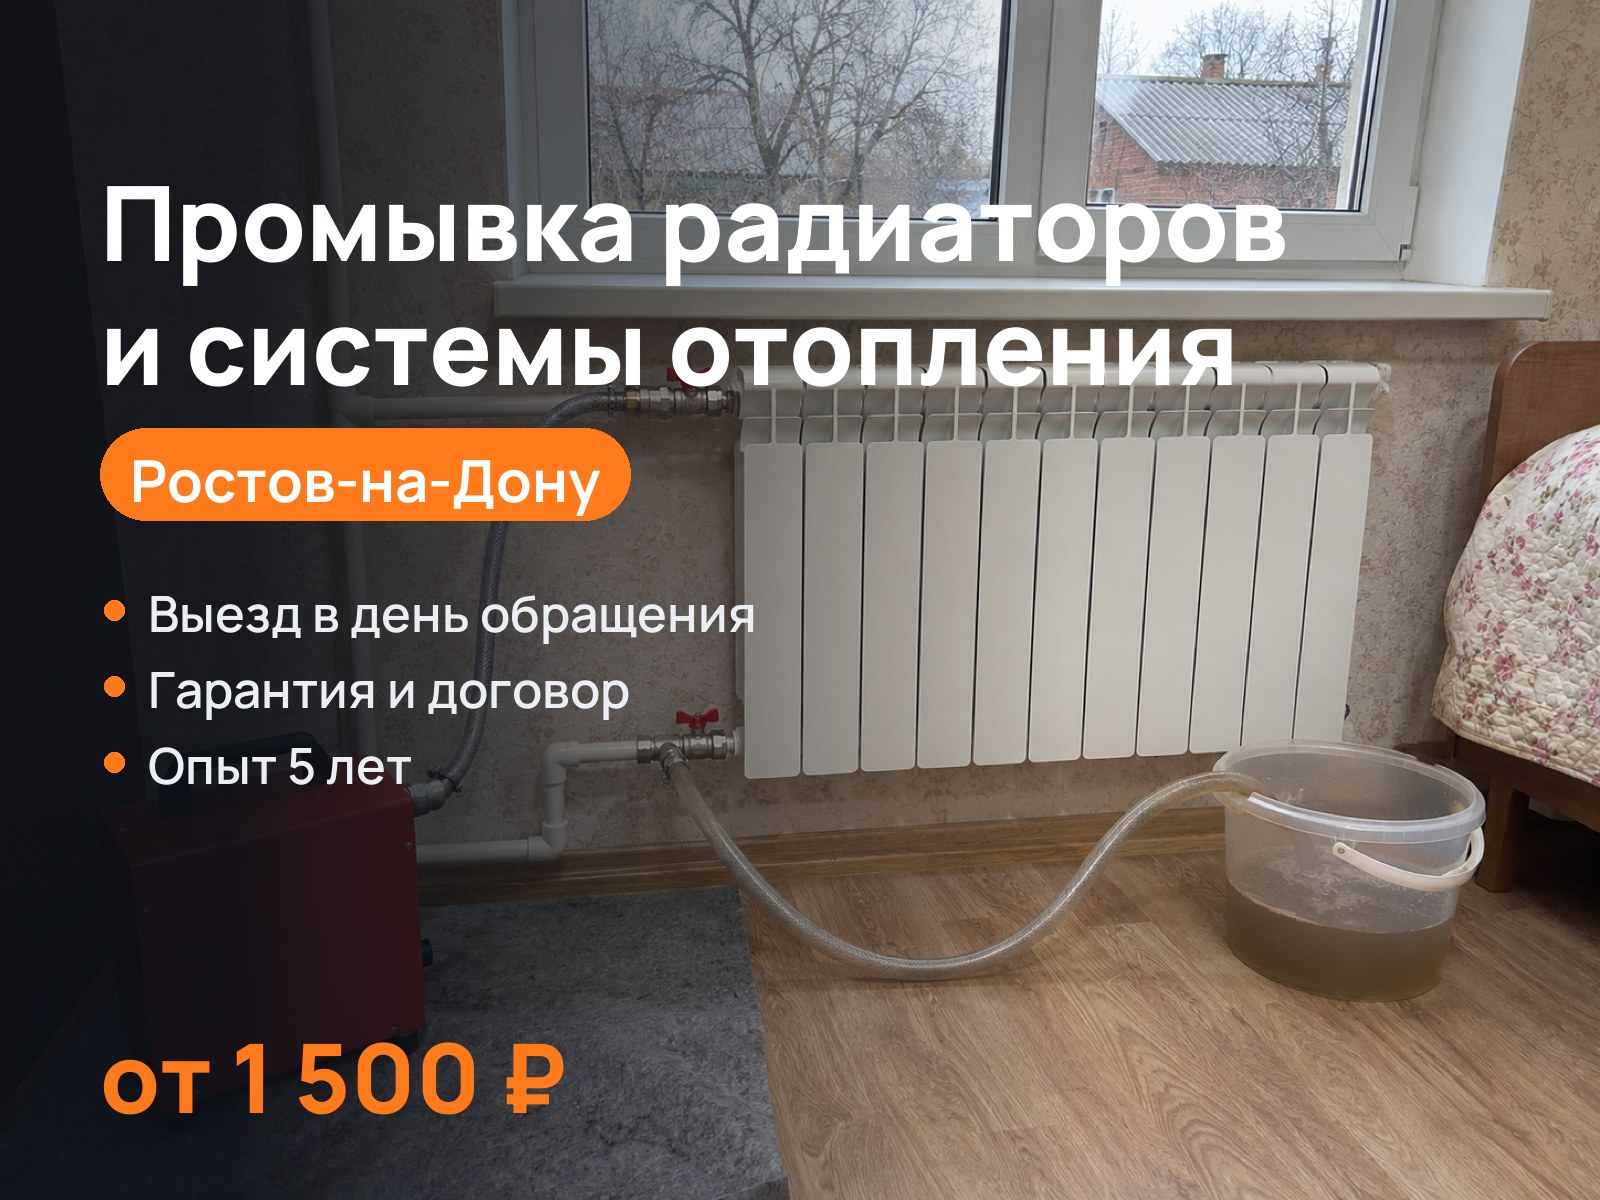 Промывка радиаторов
и системы отопления
Ростов-на-Дону
Выезд в день обращения
Гарантия и договор
Опыт 5 лет
от 1 500 ₽